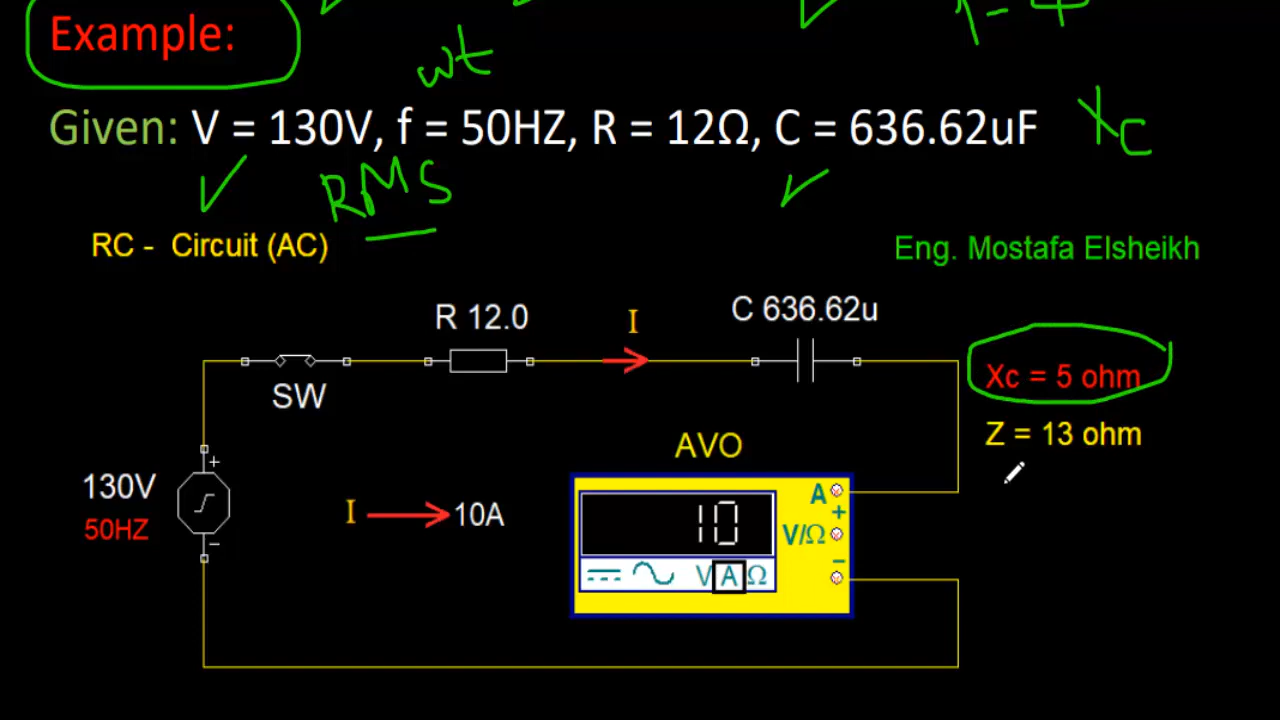 Example:
wt
Given: V = 130V, f = 50HZ, R = 12Ω, C = 636.62uF
Xc
RMS
RC - Circuit (AC)
Eng. Mostafa Elsheikh
R 12.0
I
C 636.62u
SW
Xc = 5 ohm
Z = 13 ohm
AVO
130V
50HZ
+
−
I
10A
10
A
+
V/Ω
−
V A Ω